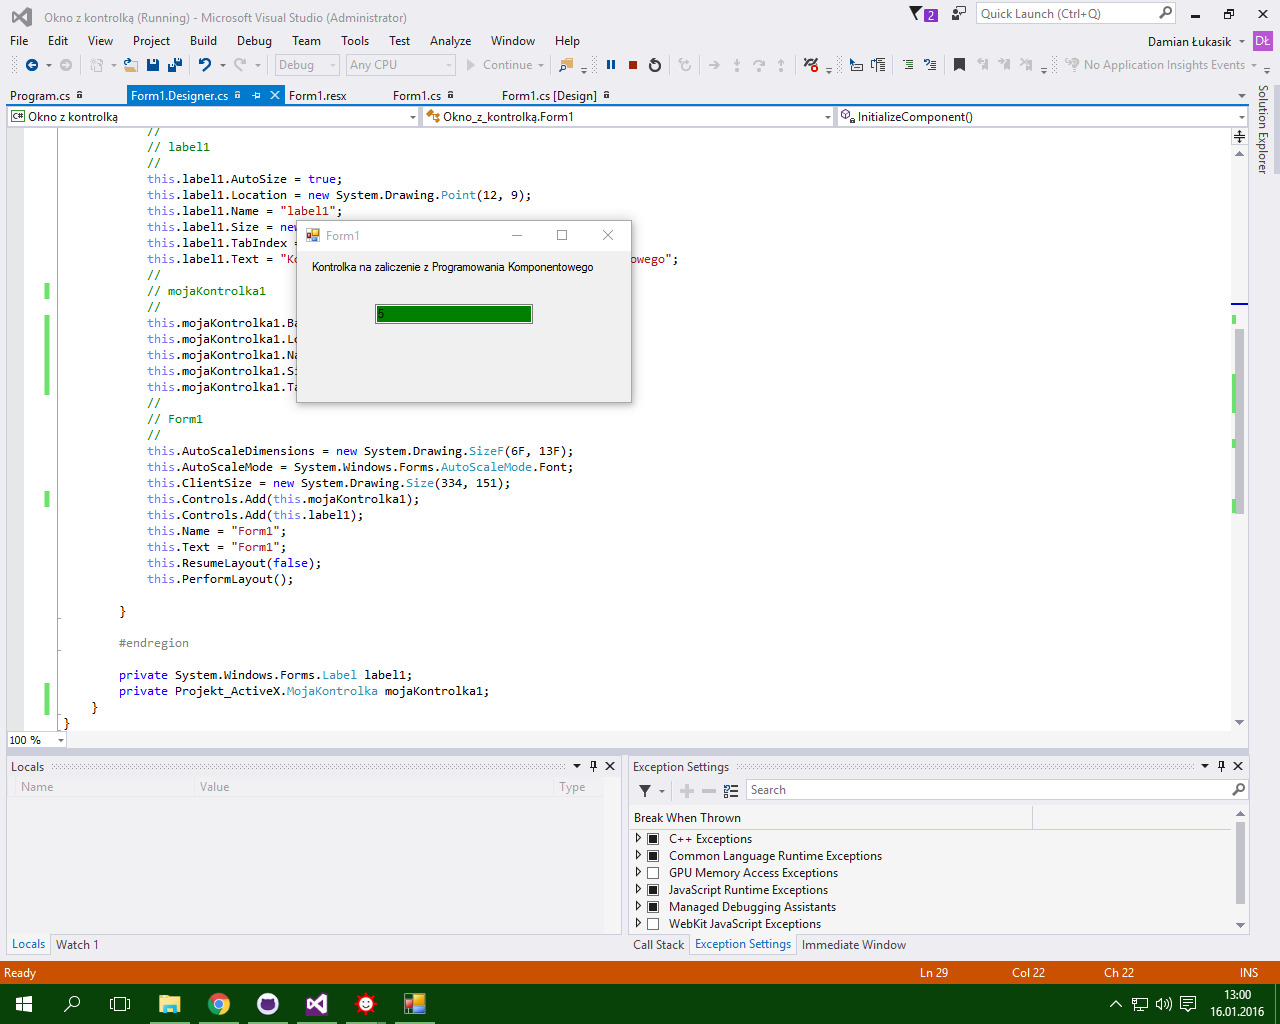 Okno z kontrolką (Running) - Microsoft Visual Studio (Administrator)
2
Quick Launch (Ctrl+Q)
File Edit View Project Build Debug Team Tools Test Analyze Window Help
Damian Łukasik DŁ
Debug Any CPU Continue No Application Insights Events
Program.cs Form1.Designer.cs Form1.resx Form1.cs Form1.cs [Design]
Solution Explorer
C# Okno z kontrolką Okno_z_kontrolką.Form1 InitializeComponent()
//
// label1
//
this.label1.AutoSize = true;
this.label1.Location = new System.Drawing.Point(12, 9);
this.label1.Name = "label1";
this.label1.Size = new
this.label1.TabIndex =
this.label1.Text = "Ko owego";
//
// mojaKontrolka1
//
this.mojaKontrolka1.Ba
this.mojaKontrolka1.Lo
this.mojaKontrolka1.Na
this.mojaKontrolka1.Si
this.mojaKontrolka1.Ta
//
// Form1
//
this.AutoScaleDimensions = new System.Drawing.SizeF(6F, 13F);
this.AutoScaleMode = System.Windows.Forms.AutoScaleMode.Font;
this.ClientSize = new System.Drawing.Size(334, 151);
this.Controls.Add(this.mojaKontrolka1);
this.Controls.Add(this.label1);
this.Name = "Form1";
this.Text = "Form1";
this.ResumeLayout(false);
this.PerformLayout();
}
#endregion
private System.Windows.Forms.Label label1;
private Projekt_ActiveX.MojaKontrolka mojaKontrolka1;
}
}
Form1
Kontrolka na zaliczenie z Programowania Komponentowego
5
100 %
Locals
Name Value Type
Locals Watch 1
Exception Settings
Search
Break When Thrown
C++ Exceptions
Common Language Runtime Exceptions
GPU Memory Access Exceptions
JavaScript Runtime Exceptions
Managed Debugging Assistants
WebKit JavaScript Exceptions
Call Stack Exception Settings Immediate Window
Ready Ln 29 Col 22 Ch 22 INS
13:00
16.01.2016